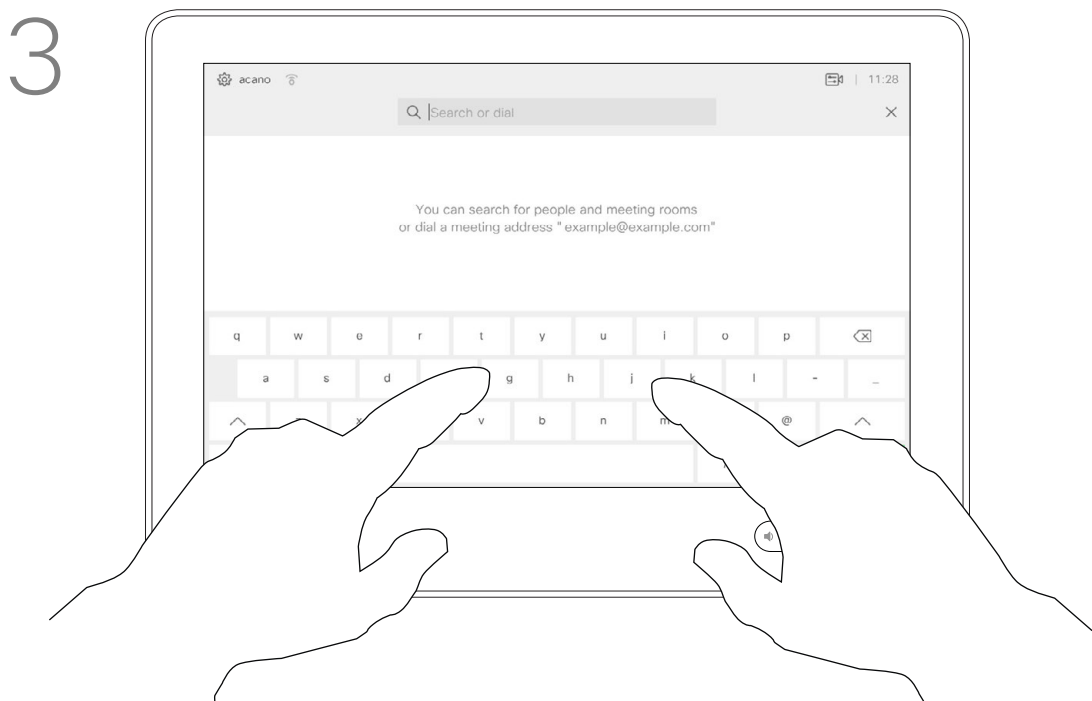 3
acano
11:28
Search or dial
You can search for people and meeting rooms
or dial a meeting address "example@example.com"
q w e r t y u i o p
a s d g h j k l - _
x v b n m @